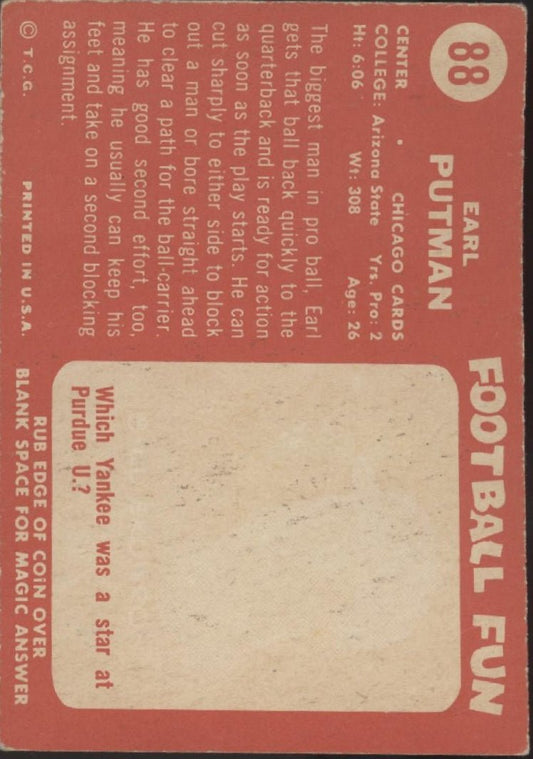 88
EARL
PUTMAN
CENTER • CHICAGO CARDS
COLLEGE: Arizona State Yrs. Pro: 2
Ht: 6:06 Wt: 308 Age: 26
The biggest man in pro ball, Earl
gets that ball back quickly to the
quarterback and is ready for action
as soon as the play starts. He can
cut sharply to either side to block
out a man or bore straight ahead
to clear a path for the ball-carrier.
He has good second effort, too,
meaning he usually can keep his
feet and take on a second blocking
assignment.
© T.C.G. PRINTED IN U.S.A.
FOOTBALL FUN
Which Yankee was a star at
Purdue U.?
RUB EDGE OF COIN OVER
BLANK SPACE FOR MAGIC ANSWER